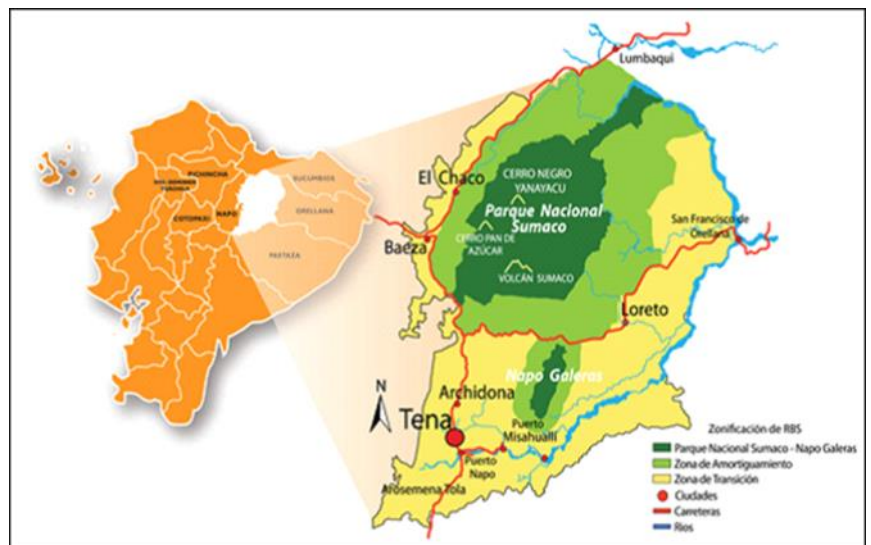 PICHINCHA
SUCUMBIOS
NAPO
COTOPAXI
ORELLANA
PASTAZA
Lumbaqui
El Chaco
CERRO NEGRO
YANAYACU
Parque Nacional
Sumaco
CERRO PAN DE
AZÚCAR
VOLCÁN SUMACO
Baeza
San Francisco de
Orellana
Loreto
Napo Galeras
Archidona
N
Tena
Puerto
Misahuallí
Puerto
Napo
Arosemena Tola
Zonificación de RBS
Parque Nacional Sumaco - Napo Galeras
Zona de Amortiguamiento
Zona de Transición
Ciudades
Carreteras
Rios